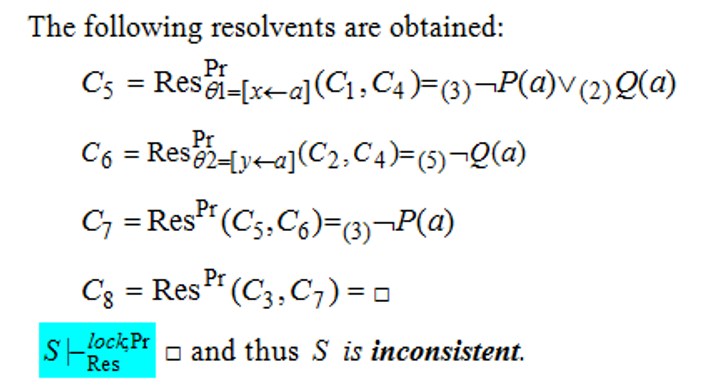 The following resolvents are obtained:
C₅ = Res^Pr_θ1=[x←a](C₁,C₄)=₍₃₎¬P(a)∨₍₂₎Q(a)
C₆ = Res^Pr_θ2=[y←a](C₂,C₄)=₍₅₎¬Q(a)
C₇ = Res^Pr(C₅,C₆)=₍₃₎¬P(a)
C₈ = Res^Pr(C₃,C₇) = □
S ⊢^lock,Pr_Res □ and thus S is inconsistent.